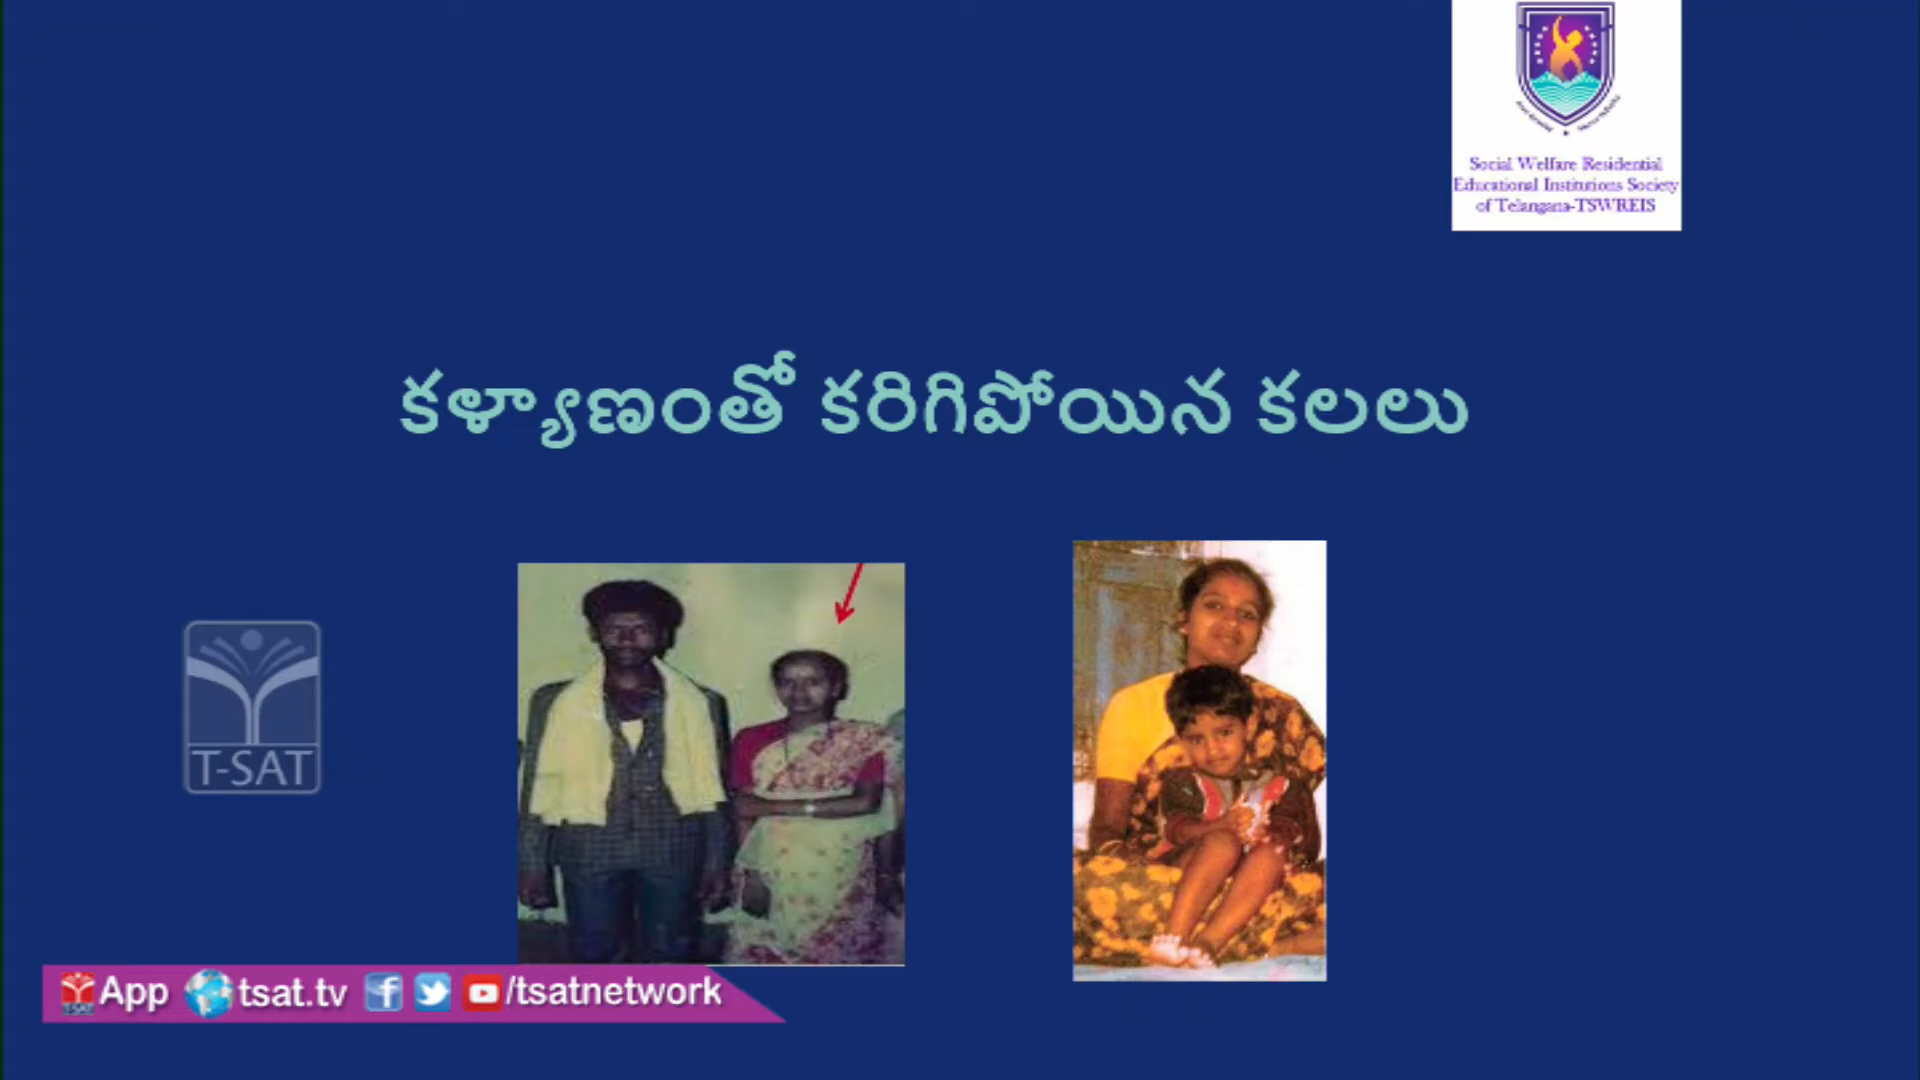 Social Welfare Residential
Educational Institutions Society
of Telangana-TSWREIS
కళ్యాణంతో కరిగిపోయిన కలలు
T-SAT
App tsat.tv /tsatnetwork